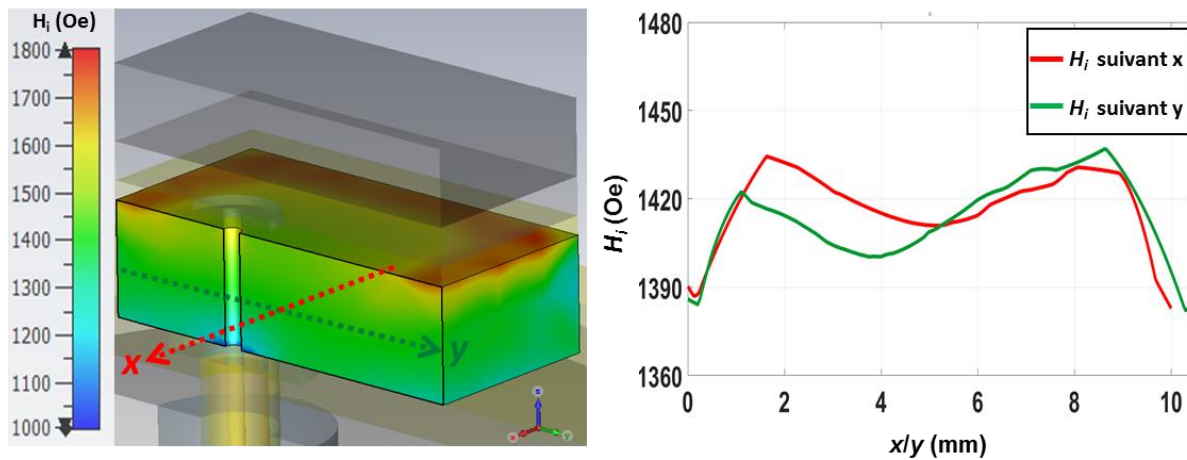 Hi (Oe)
1800
1700
1600
1500
1400
1300
1200
1100
1000
x
y
z
x
y
1480
1450
1420
1390
1360
Hi (Oe)
Hi suivant x
Hi suivant y
0
2
4
6
8
10
x/y (mm)